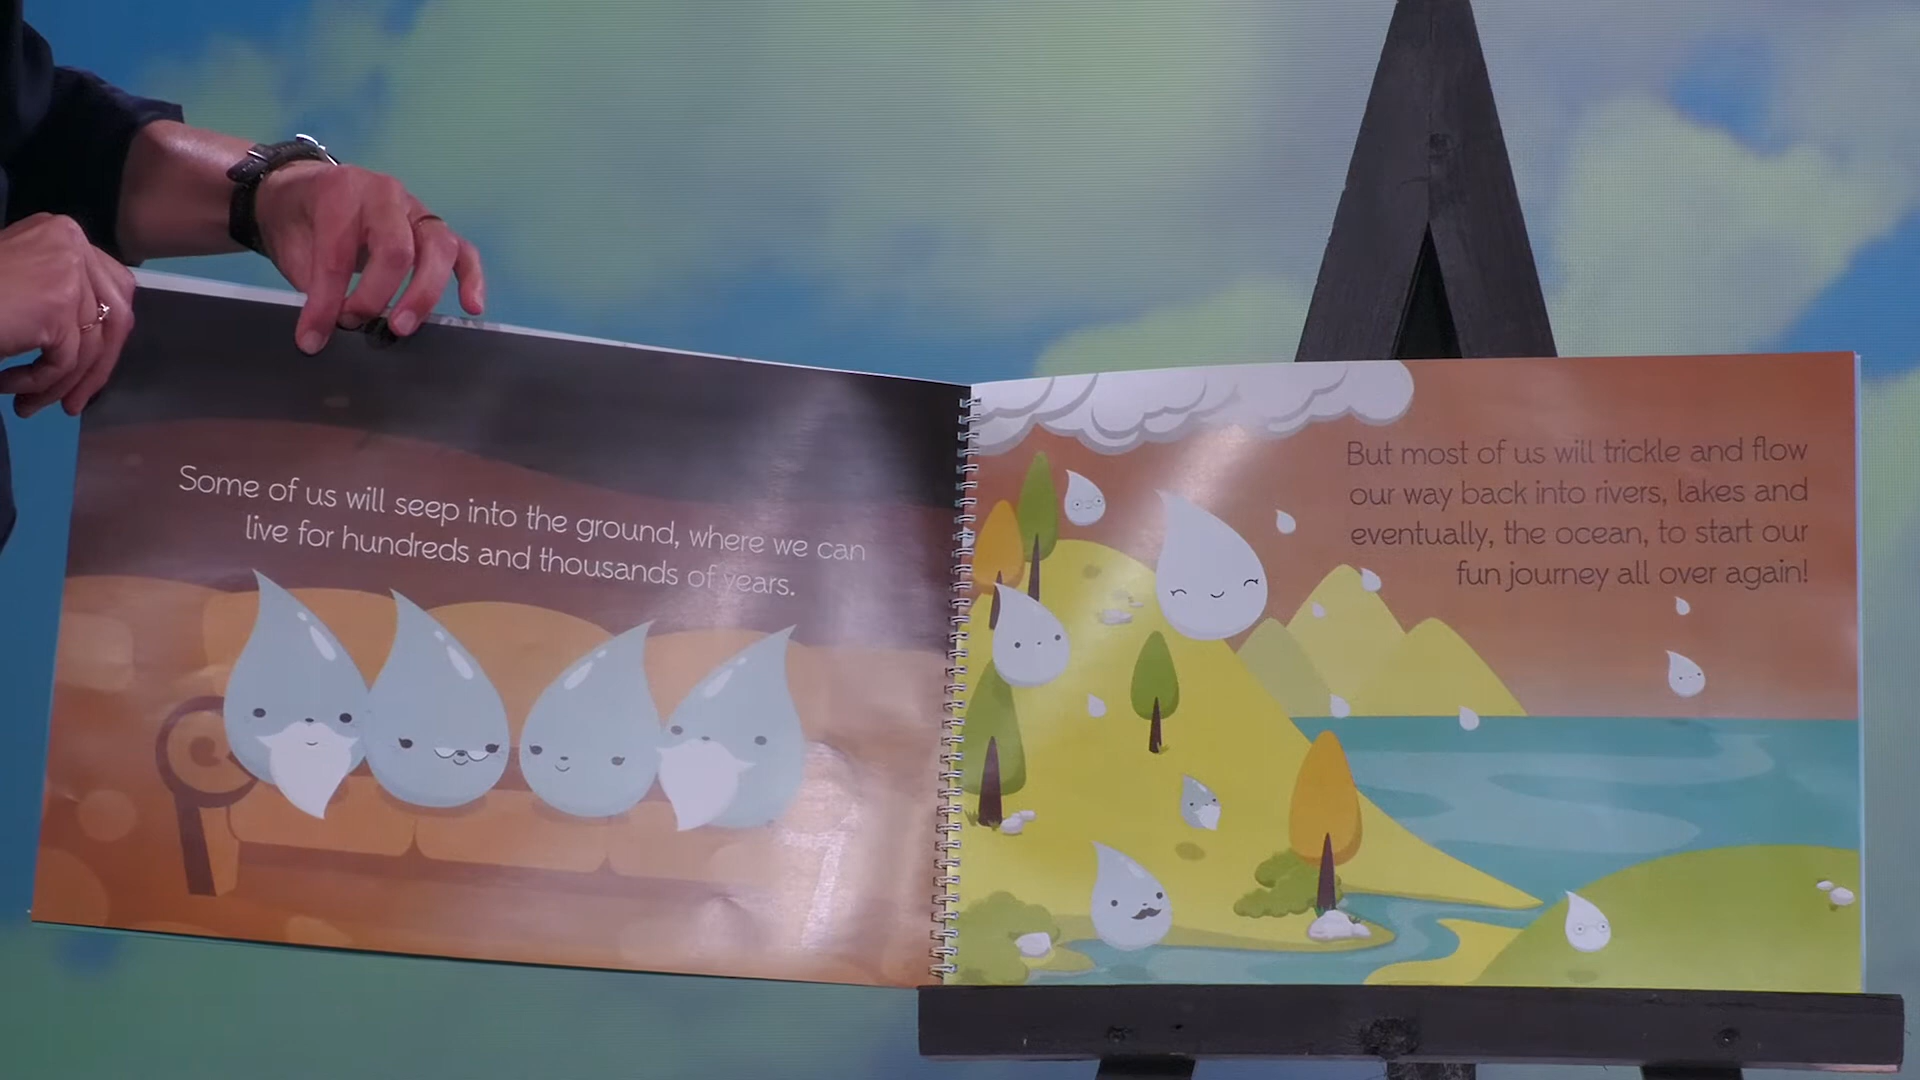 Some of us will seep into the ground, where we can
live for hundreds and thousands of years.
But most of us will trickle and flow
our way back into rivers, lakes and
eventually, the ocean, to start our
fun journey all over again!